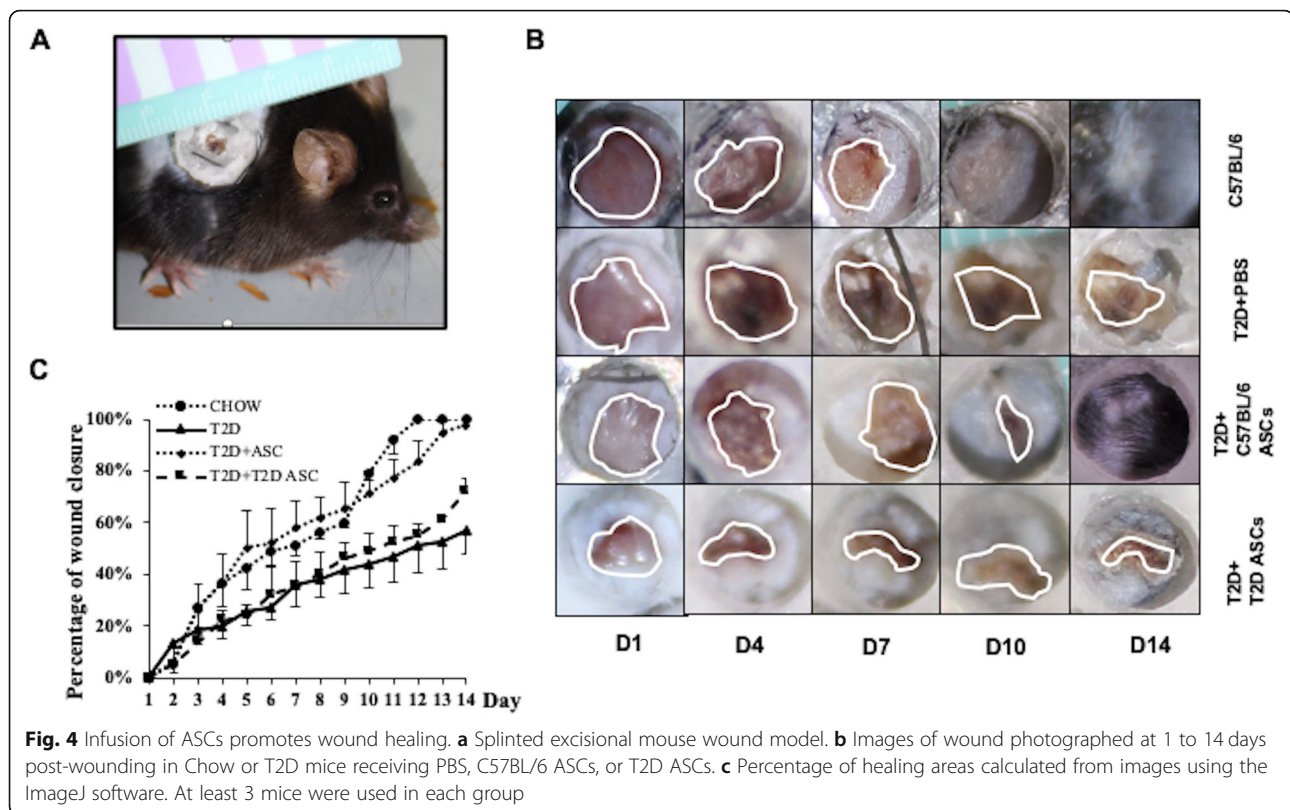 A
B
C57BL/6
T2D+PBS
T2D+
C57BL/6
ASCs
T2D+
T2D ASCs
D1 D4 D7 D10 D14
C
CHOW
T2D
T2D+ASC
T2D+T2D ASC
Percentage of wound closure
100%
80%
60%
40%
20%
0%
1 2 3 4 5 6 7 8 9 10 11 12 13 14 Day
Fig. 4 Infusion of ASCs promotes wound healing. a Splinted excisional mouse wound model. b Images of wound photographed at 1 to 14 days
post-wounding in Chow or T2D mice receiving PBS, C57BL/6 ASCs, or T2D ASCs. c Percentage of healing areas calculated from images using the
ImageJ software. At least 3 mice were used in each group